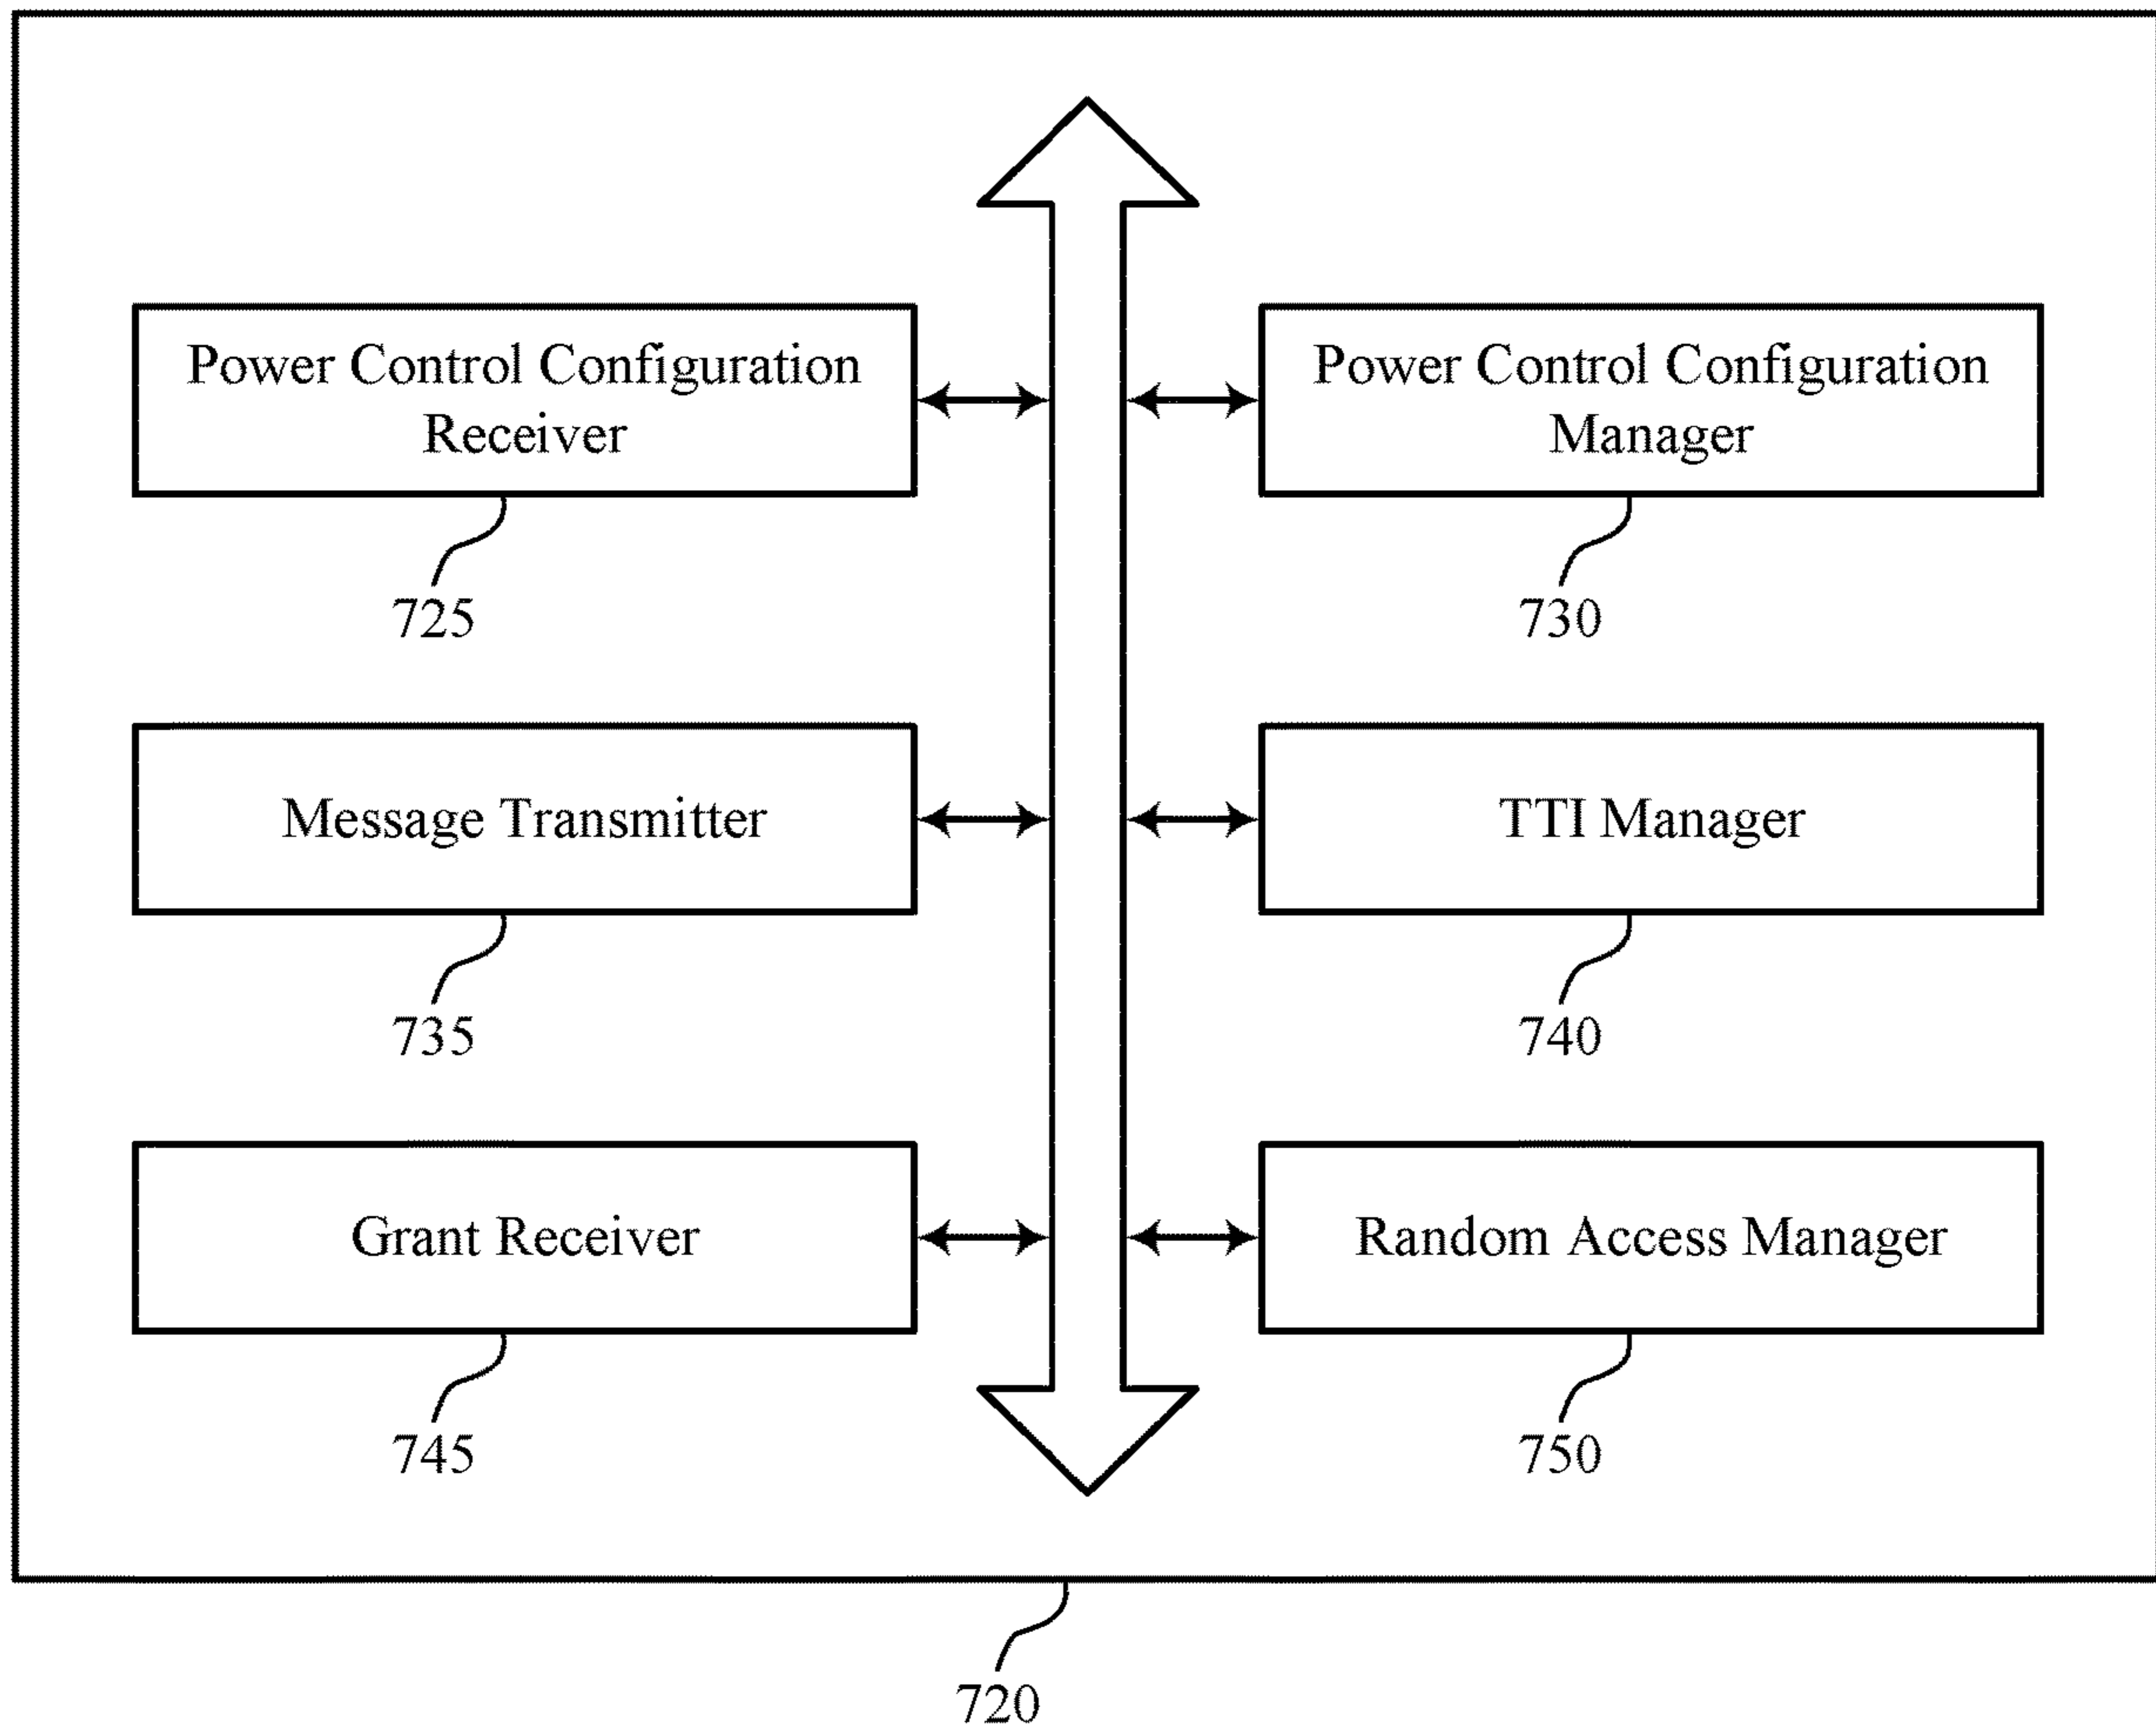 Power Control Configuration
Receiver
725
Power Control Configuration
Manager
730
Message Transmitter
735
TTI Manager
740
Grant Receiver
745
Random Access Manager
750
720